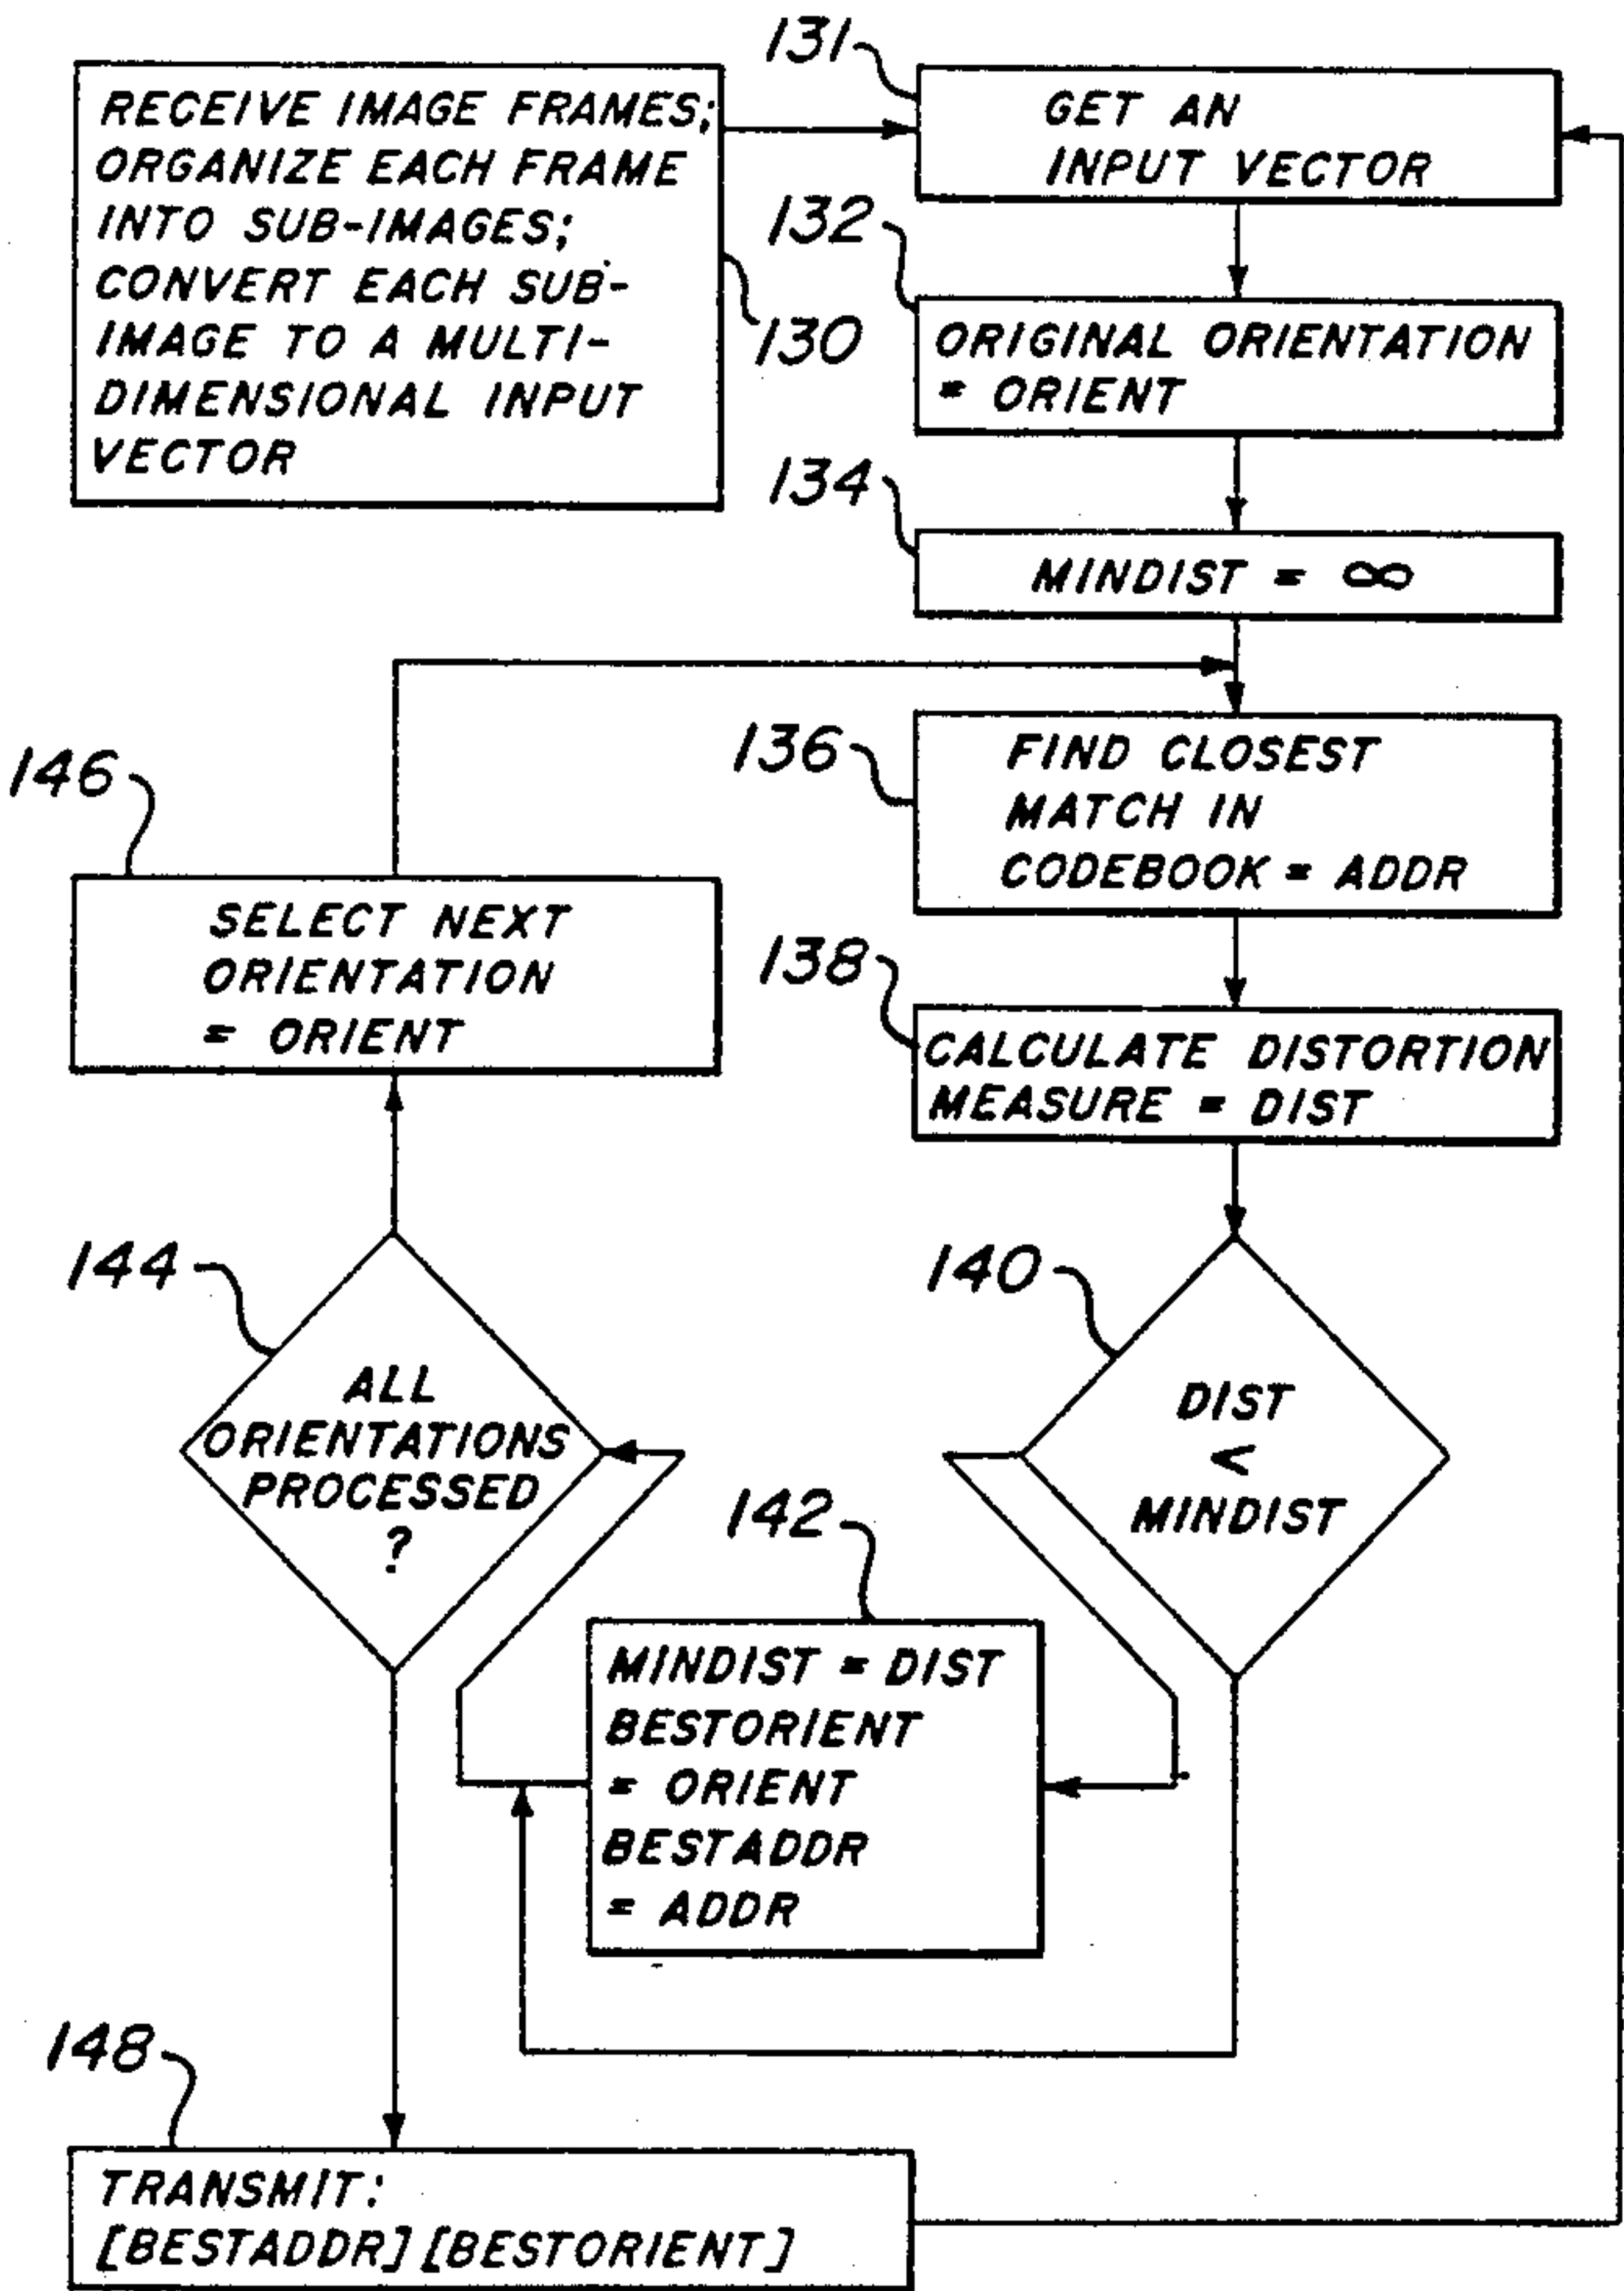 131
RECEIVE IMAGE FRAMES;
ORGANIZE EACH FRAME
INTO SUB-IMAGES;
CONVERT EACH SUB-
IMAGE TO A MULTI-
DIMENSIONAL INPUT
VECTOR
130
GET AN
INPUT VECTOR
132
ORIGINAL ORIENTATION
= ORIENT
134
MINDIST = ∞
136
FIND CLOSEST
MATCH IN
CODEBOOK = ADDR
138
CALCULATE DISTORTION
MEASURE = DIST
140
DIST
<
MINDIST
142
MINDIST = DIST
BESTORIENT
= ORIENT
BESTADDR
= ADDR
144
ALL
ORIENTATIONS
PROCESSED
?
146
SELECT NEXT
ORIENTATION
= ORIENT
148
TRANSMIT:
[BESTADDR] [BESTORIENT]